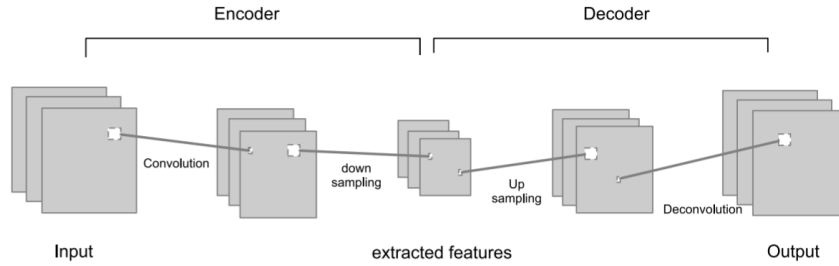 Encoder
Decoder
Convolution
down
sampling
Up
sampling
Deconvolution
Input
extracted features
Output